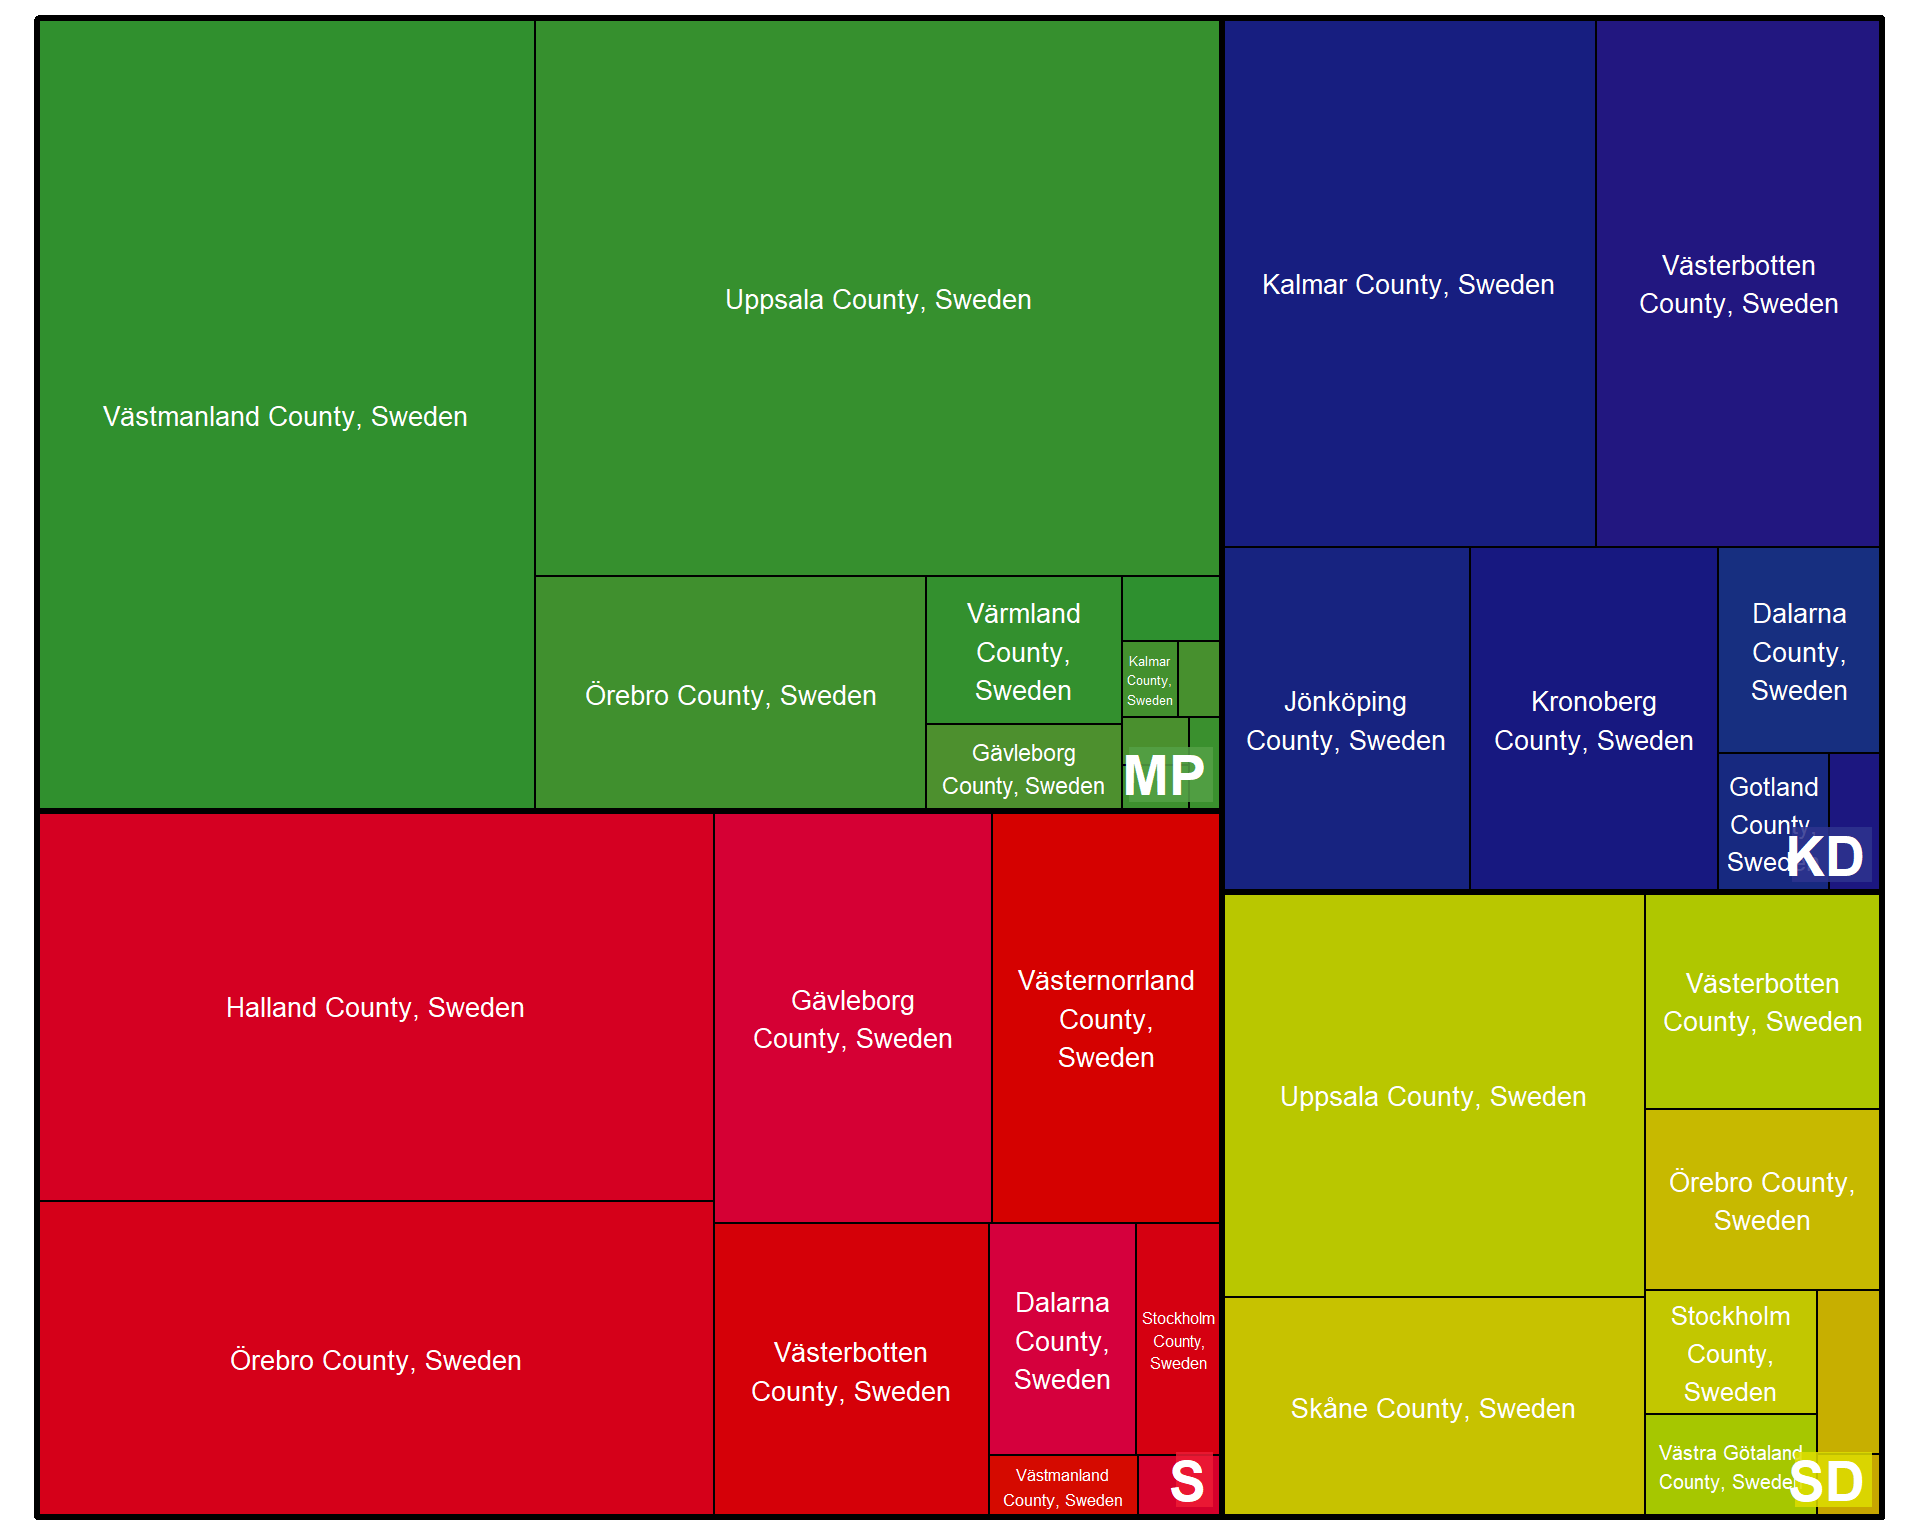 Västmanland County, Sweden
Uppsala County, Sweden
Örebro County, Sweden
Värmland
County,
Sweden
Gävleborg
County, Sweden
Kalmar
County,
Sweden
MP
Kalmar County, Sweden
Västerbotten
County, Sweden
Jönköping
County, Sweden
Kronoberg
County, Sweden
Dalarna
County,
Sweden
Gotland
County,
Sweden
KD
Halland County, Sweden
Örebro County, Sweden
Gävleborg
County, Sweden
Västernorrland
County,
Sweden
Västerbotten
County, Sweden
Dalarna
County,
Sweden
Stockholm
County,
Sweden
Västmanland
County, Sweden
S
Uppsala County, Sweden
Skåne County, Sweden
Västerbotten
County, Sweden
Örebro County,
Sweden
Stockholm
County,
Sweden
Västra Götaland
County, Sweden
SD